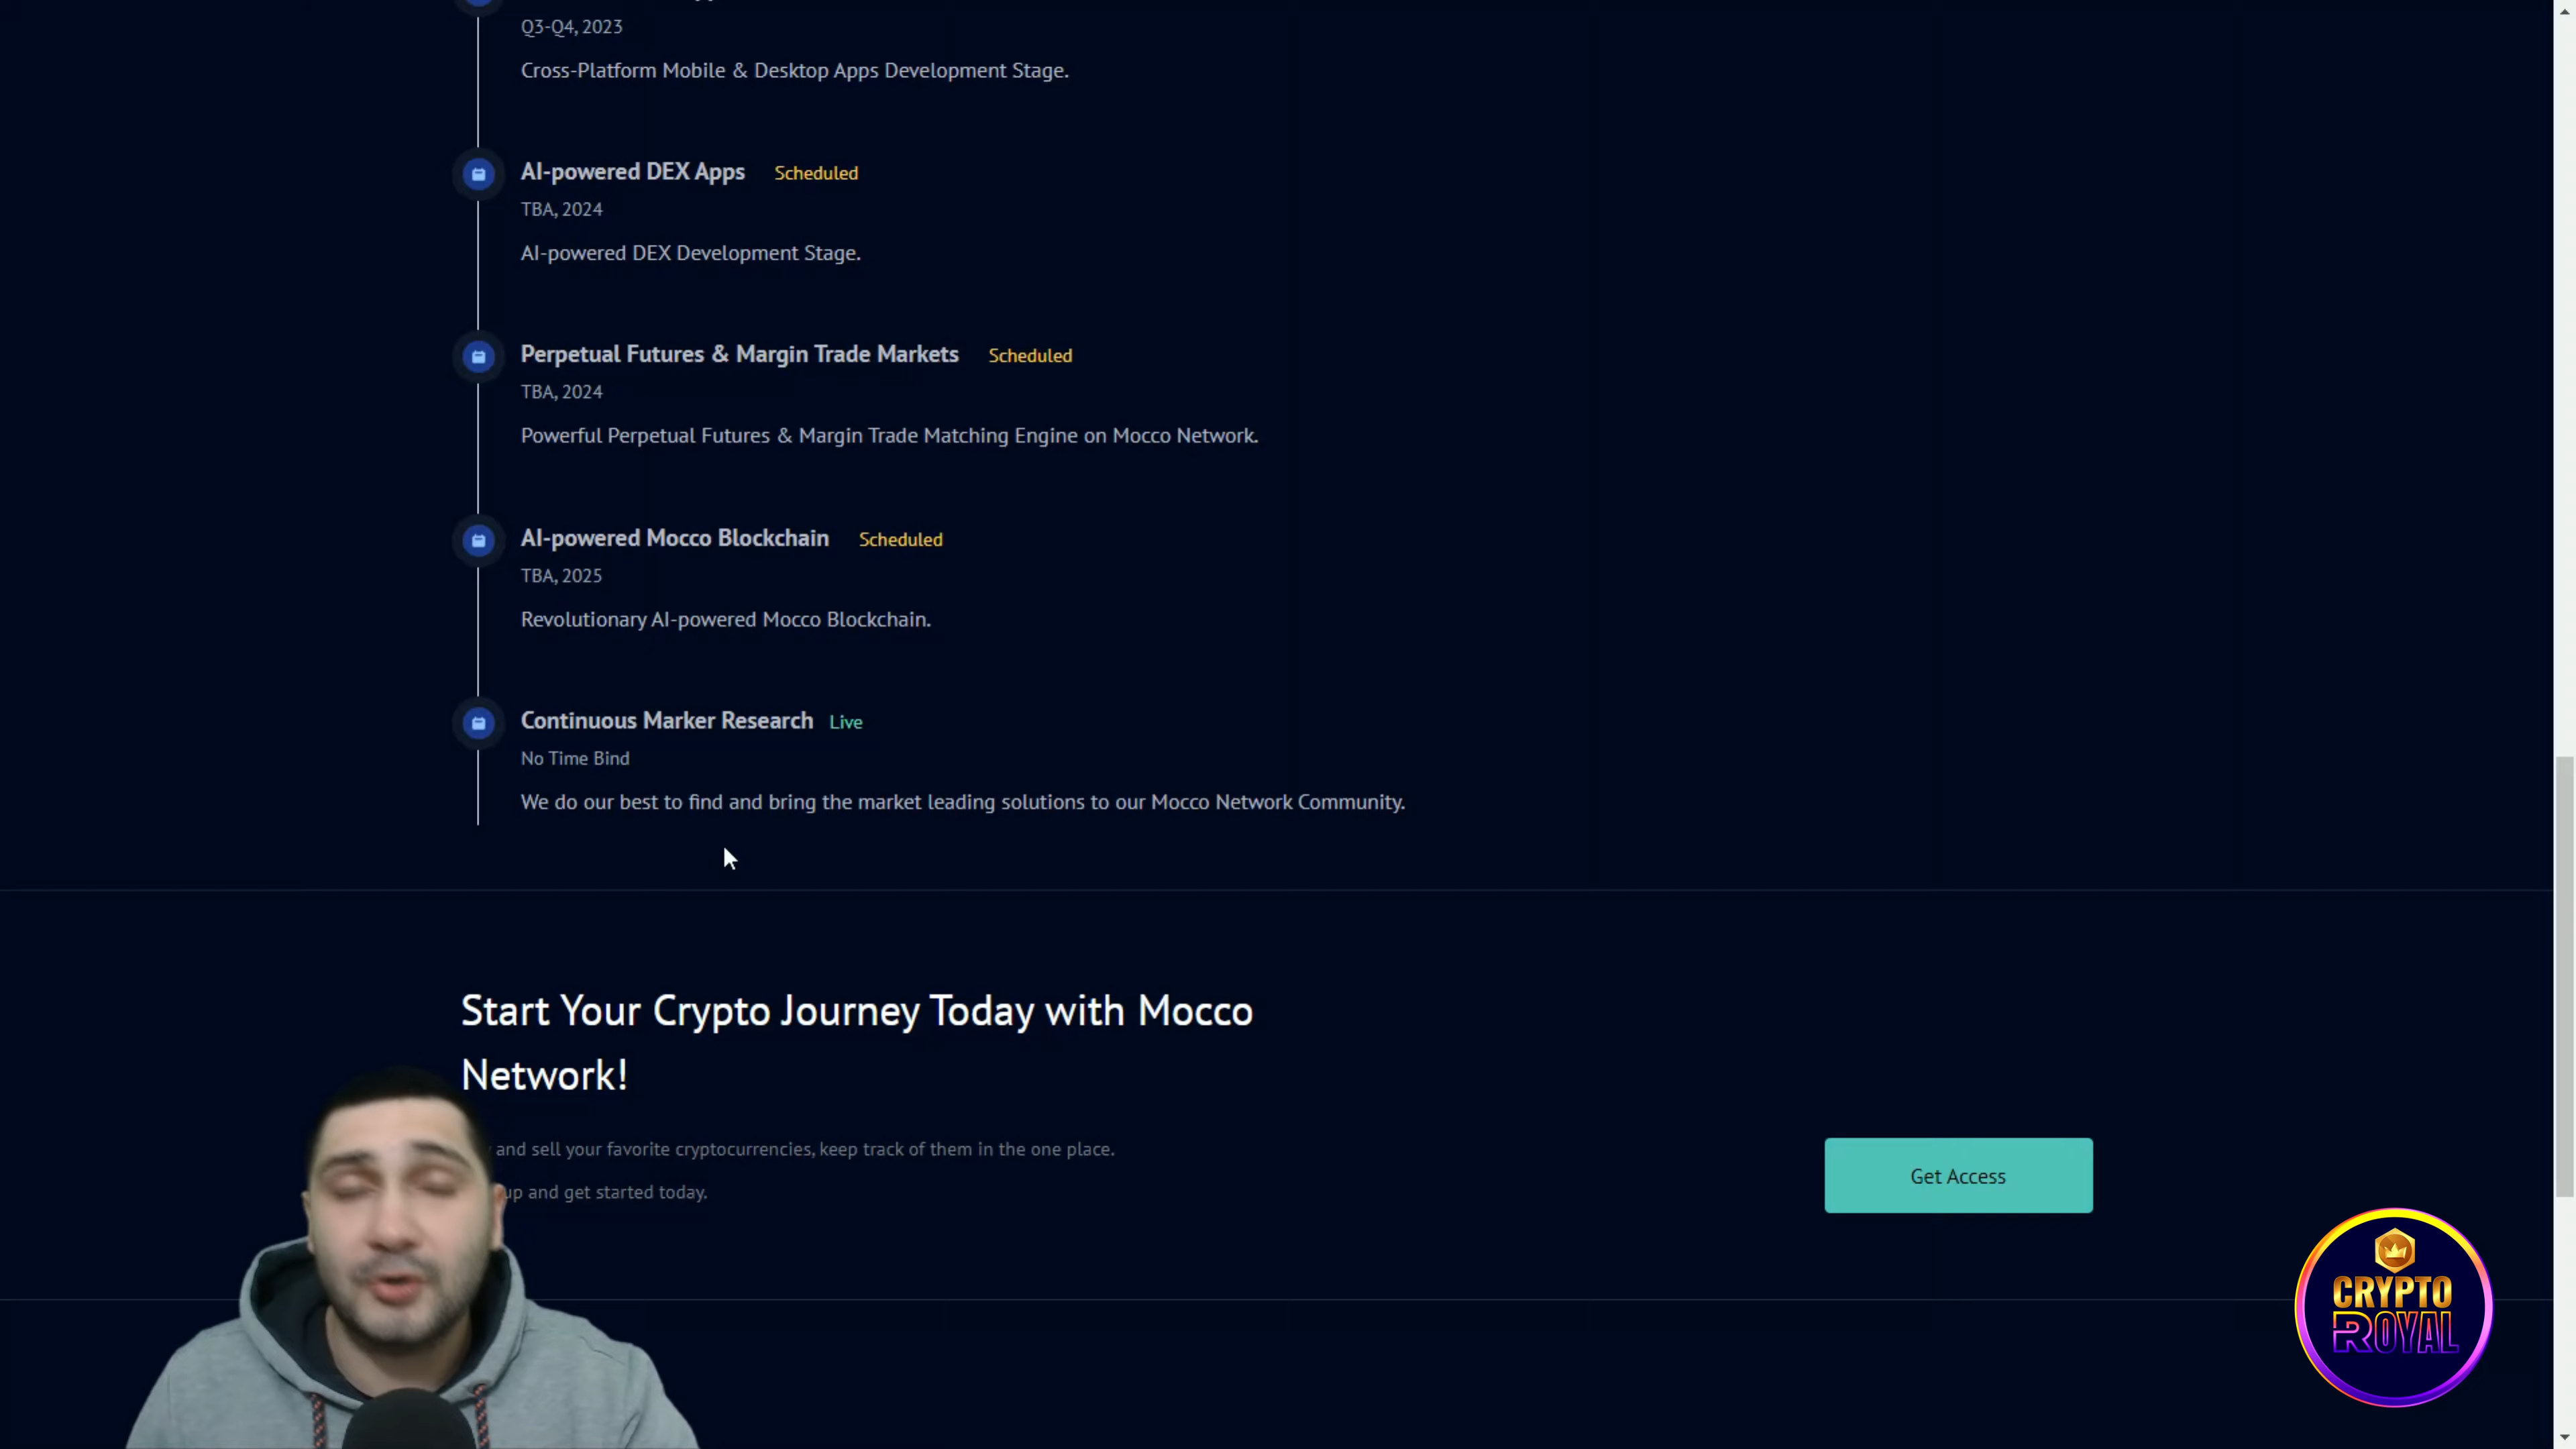 Q3-Q4, 2023
Cross-Platform Mobile & Desktop Apps Development Stage.
AI-powered DEX Apps Scheduled
TBA, 2024
AI-powered DEX Development Stage.
Perpetual Futures & Margin Trade Markets Scheduled
TBA, 2024
Powerful Perpetual Futures & Margin Trade Matching Engine on Mocco Network.
AI-powered Mocco Blockchain Scheduled
TBA, 2025
Revolutionary AI-powered Mocco Blockchain.
Continuous Marker Research Live
No Time Bind
We do our best to find and bring the market leading solutions to our Mocco Network Community.
Start Your Crypto Journey Today with Mocco
Network!
and sell your favorite cryptocurrencies, keep track of them in the one place.
up and get started today.
Get Access
CRYPTO
ROYAL